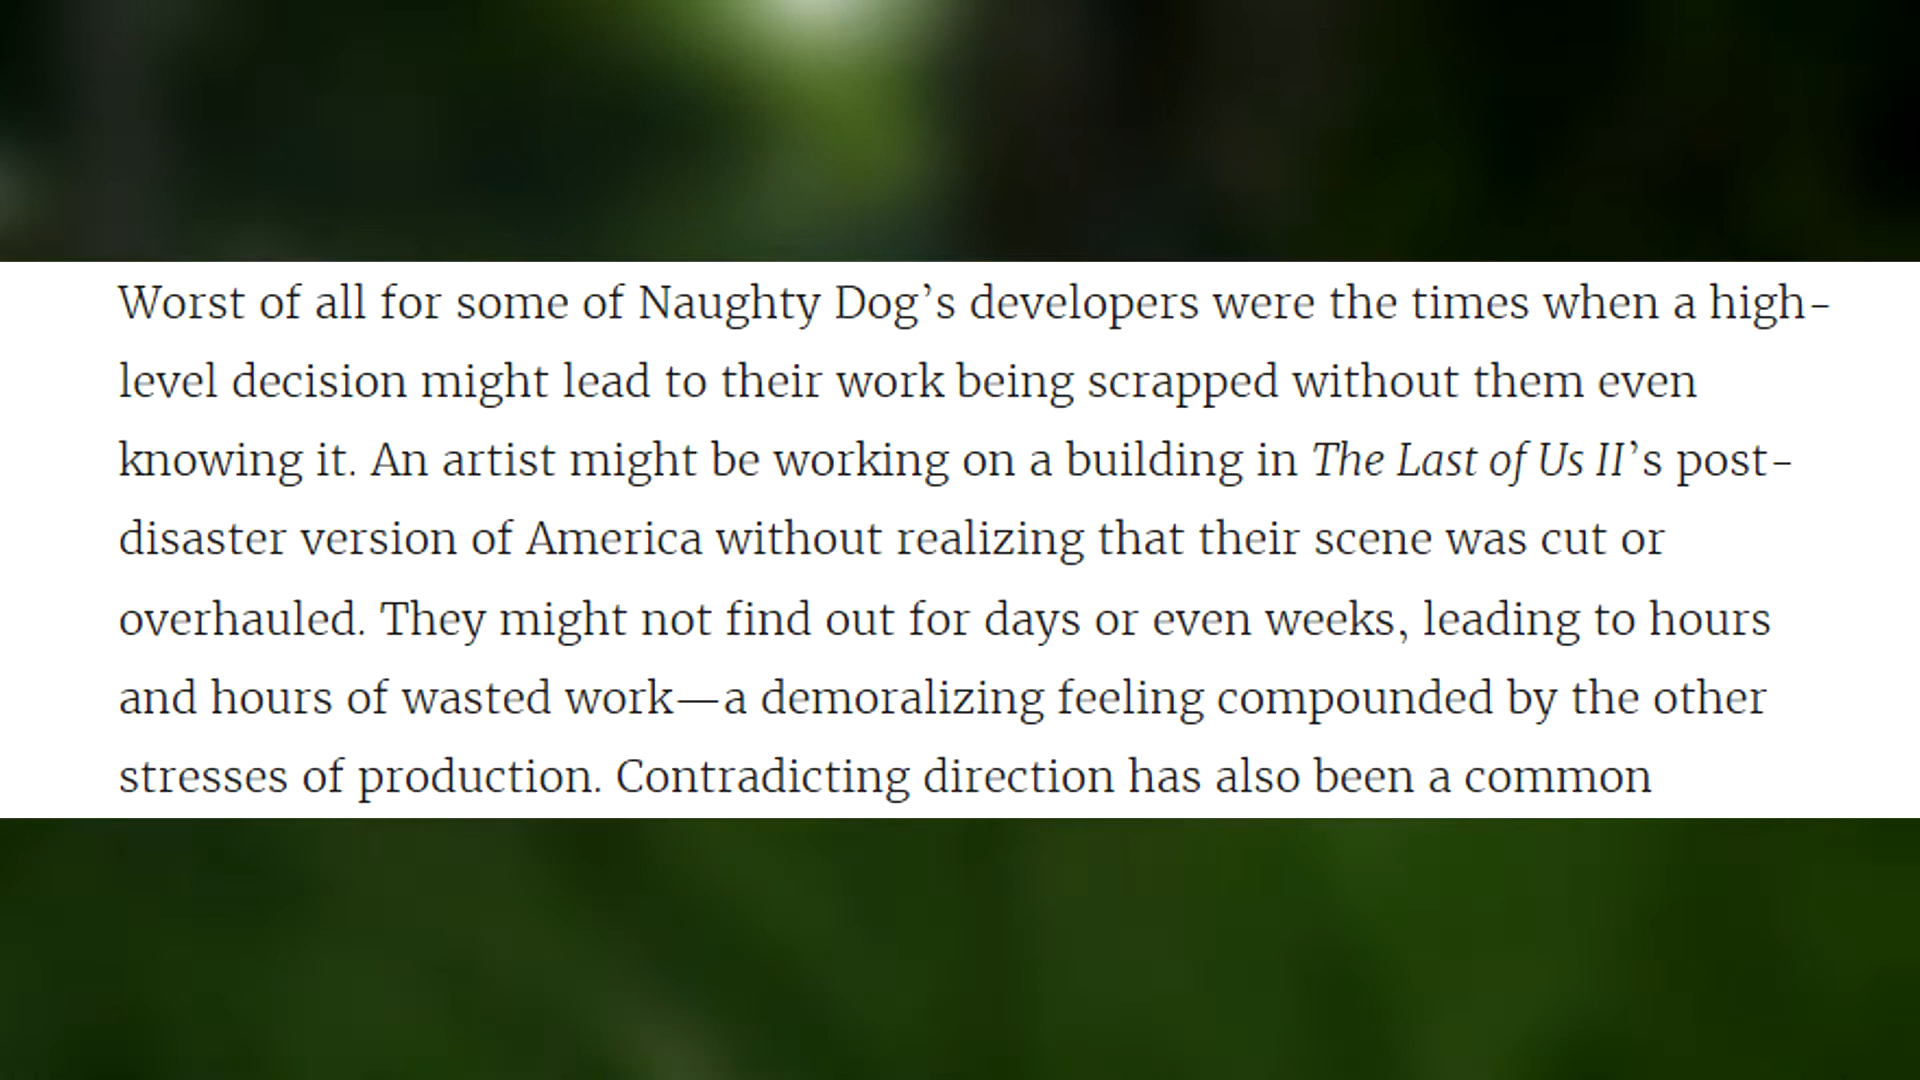 Worst of all for some of Naughty Dog’s developers were the times when a high-
level decision might lead to their work being scrapped without them even
knowing it. An artist might be working on a building in The Last of Us II’s post-
disaster version of America without realizing that their scene was cut or
overhauled. They might not find out for days or even weeks, leading to hours
and hours of wasted work—a demoralizing feeling compounded by the other
stresses of production. Contradicting direction has also been a common